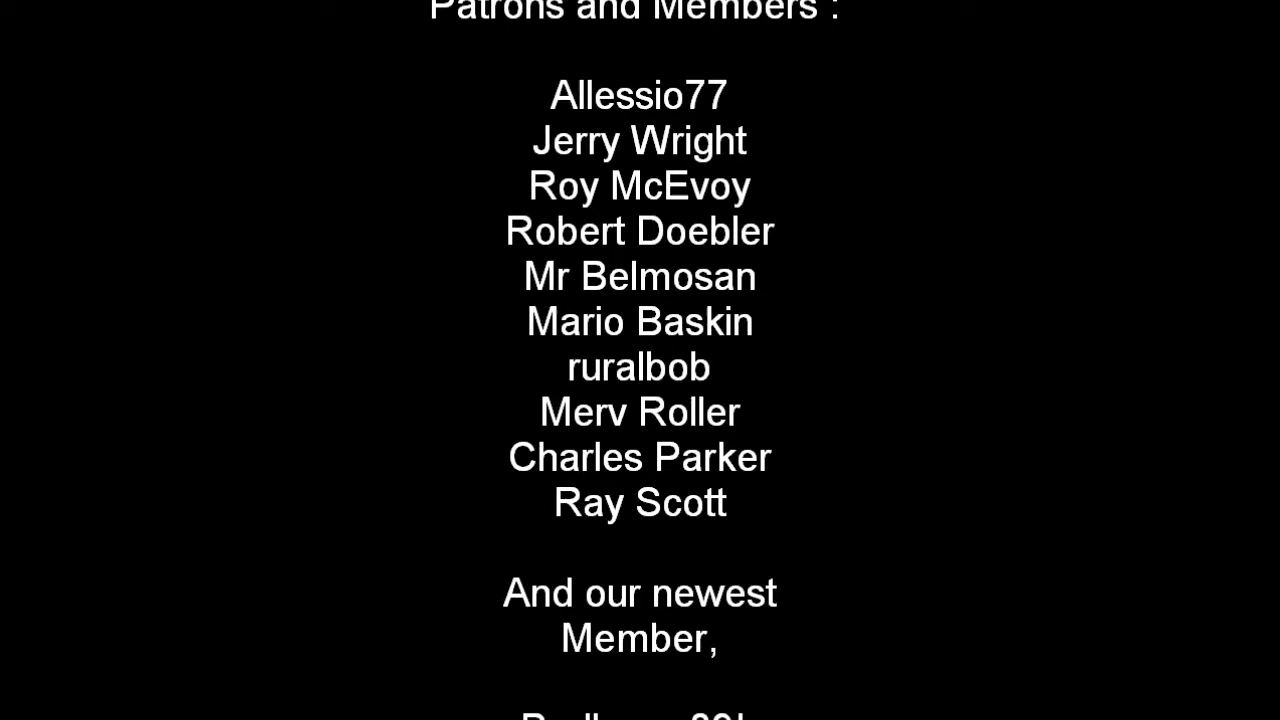 Patrons and Members :
Allessio77
Jerry Wright
Roy McEvoy
Robert Doebler
Mr Belmosan
Mario Baskin
ruralbob
Merv Roller
Charles Parker
Ray Scott
And our newest
Member,